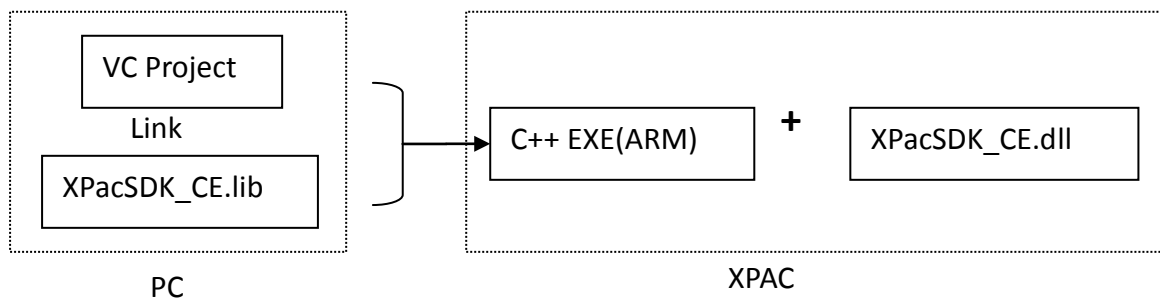 VC Project
Link
XPacSDK_CE.lib
PC
C++ EXE(ARM)
+
XPacSDK_CE.dll
XPAC